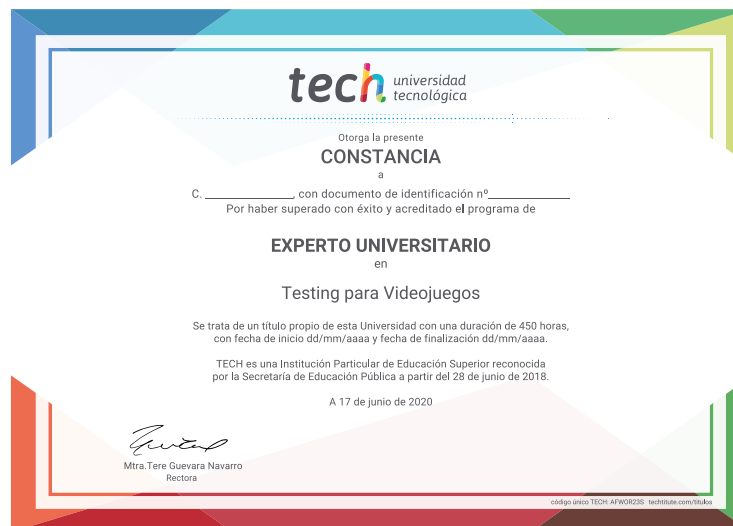 tech universidad
tecnológica
Otorga la presente
CONSTANCIA
a
C. ______________, con documento de identificación nº______________
Por haber superado con éxito y acreditado el programa de
EXPERTO UNIVERSITARIO
en
Testing para Videojuegos
Se trata de un título propio de esta Universidad con una duración de 450 horas,
con fecha de inicio dd/mm/aaaa y fecha de finalización dd/mm/aaaa.
TECH es una Institución Particular de Educación Superior reconocida
por la Secretaría de Educación Pública a partir del 28 de junio de 2018.
A 17 de junio de 2020
Mtra.Tere Guevara Navarro
Rectora
código único TECH: AFWOR23S techtitute.com/titulos